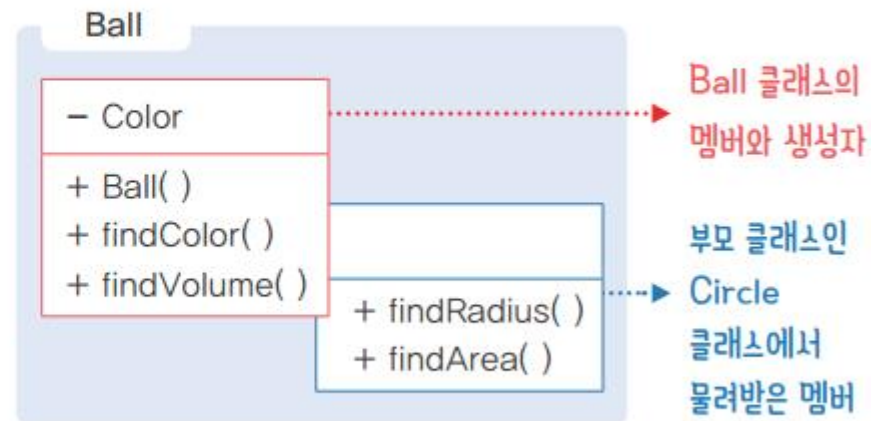 Ball
- Color
+ Ball( )
+ findColor( )
+ findVolume( )
+ findRadius( )
+ findArea( )
Ball 클래스의
멤버와 생성자
부모 클래스인
Circle
클래스에서
물려받은 멤버